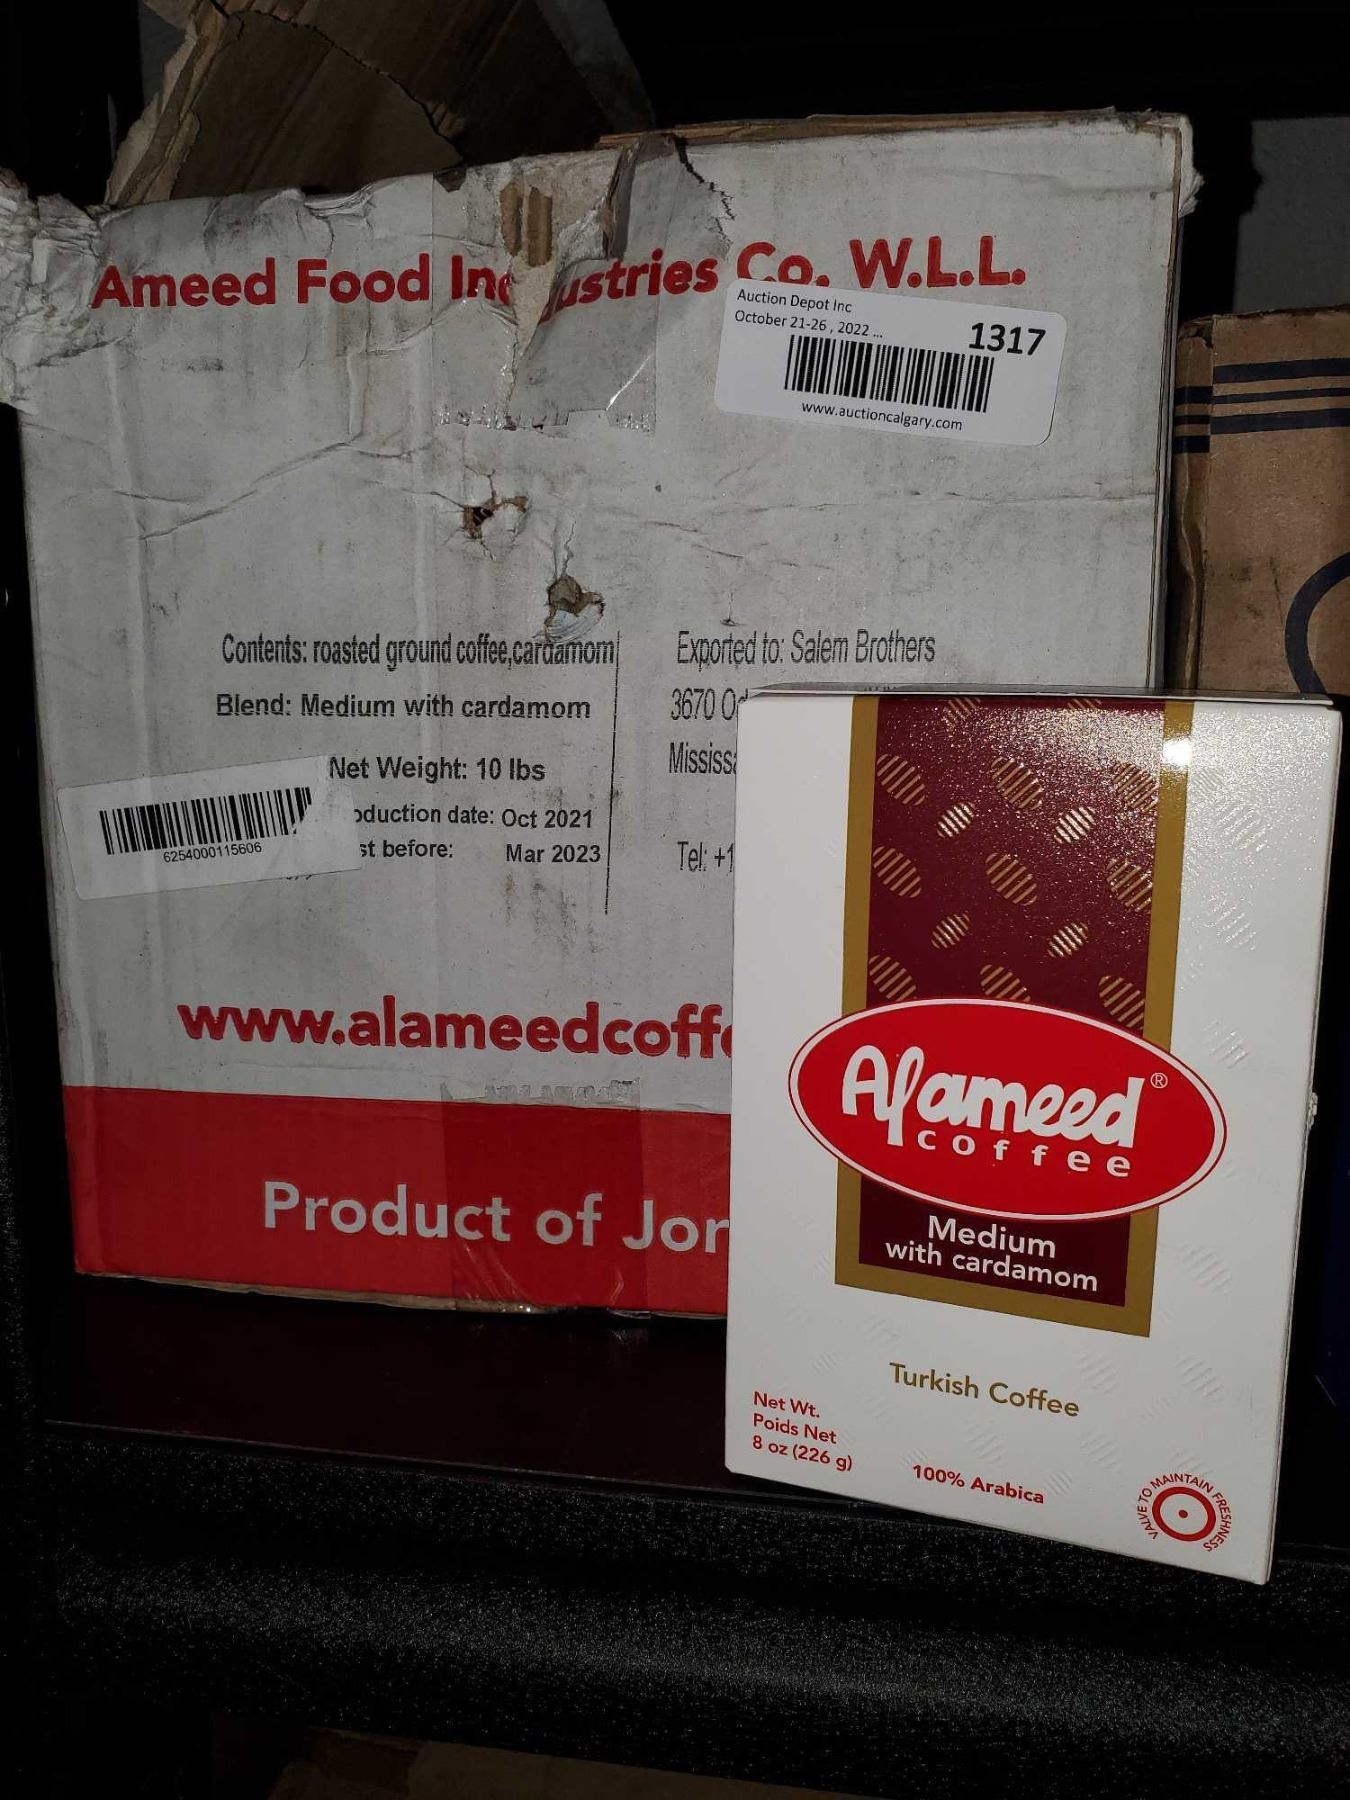 Ameed Food Industries Co. W.L.L.
Auction Depot Inc
October 21-26 , 2022 ...
1317
www.auctioncalgary.com
Contents: roasted ground coffee,cardamom
Blend: Medium with cardamom
Net Weight: 10 lbs
oduction date: Oct 2021
st before: Mar 2023
6254000115606
Exported to: Salem Brothers
3670 O
Mississ
Tel: +1
www.alameedcoff
Product of Jor
Alameed®
coffee
Medium
with cardamom
Turkish Coffee
Net Wt.
Poids Net
8 oz (226 g)
100% Arabica
VALVE TO MAINTAIN FRESHNESS